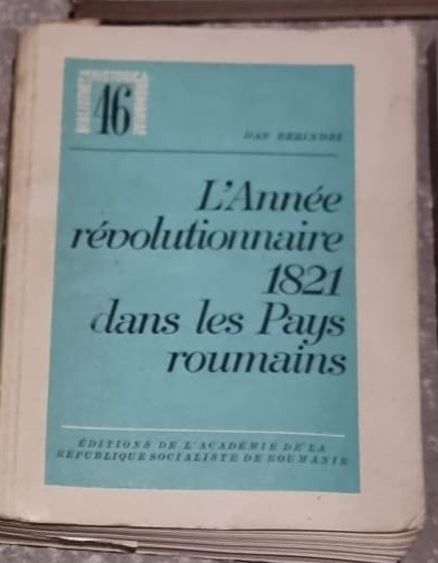 BIBLIOTHECA
HISTORICA
ROMANIAE
46
DAN BERINDEI
L'Année
révolutionnaire
1821
dans les Pays
roumains
ÉDITIONS DE L'ACADÉMIE DE LA
RÉPUBLIQUE SOCIALISTE DE ROUMANIE